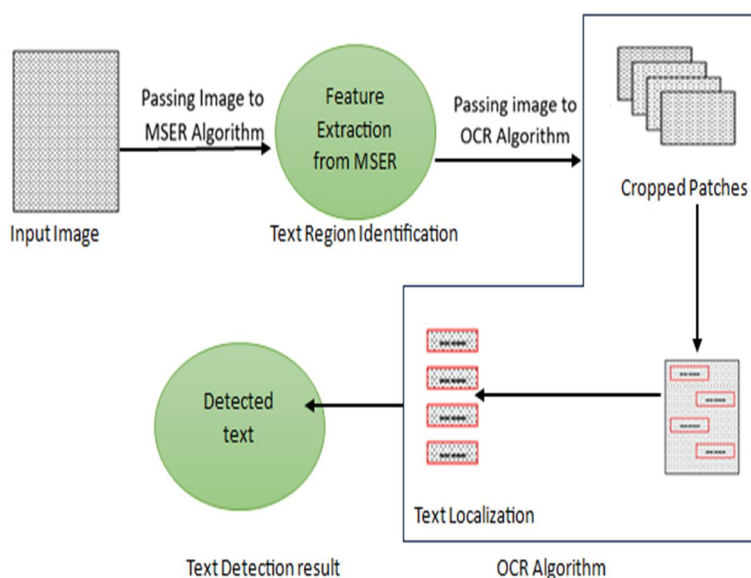 Passing Image to
MSER Algorithm
Feature
Extraction
from MSER
Passing image to
OCR Algorithm
Cropped Patches
Input Image
Text Region Identification
Detected
text
Text Localization
Text Detection result
OCR Algorithm